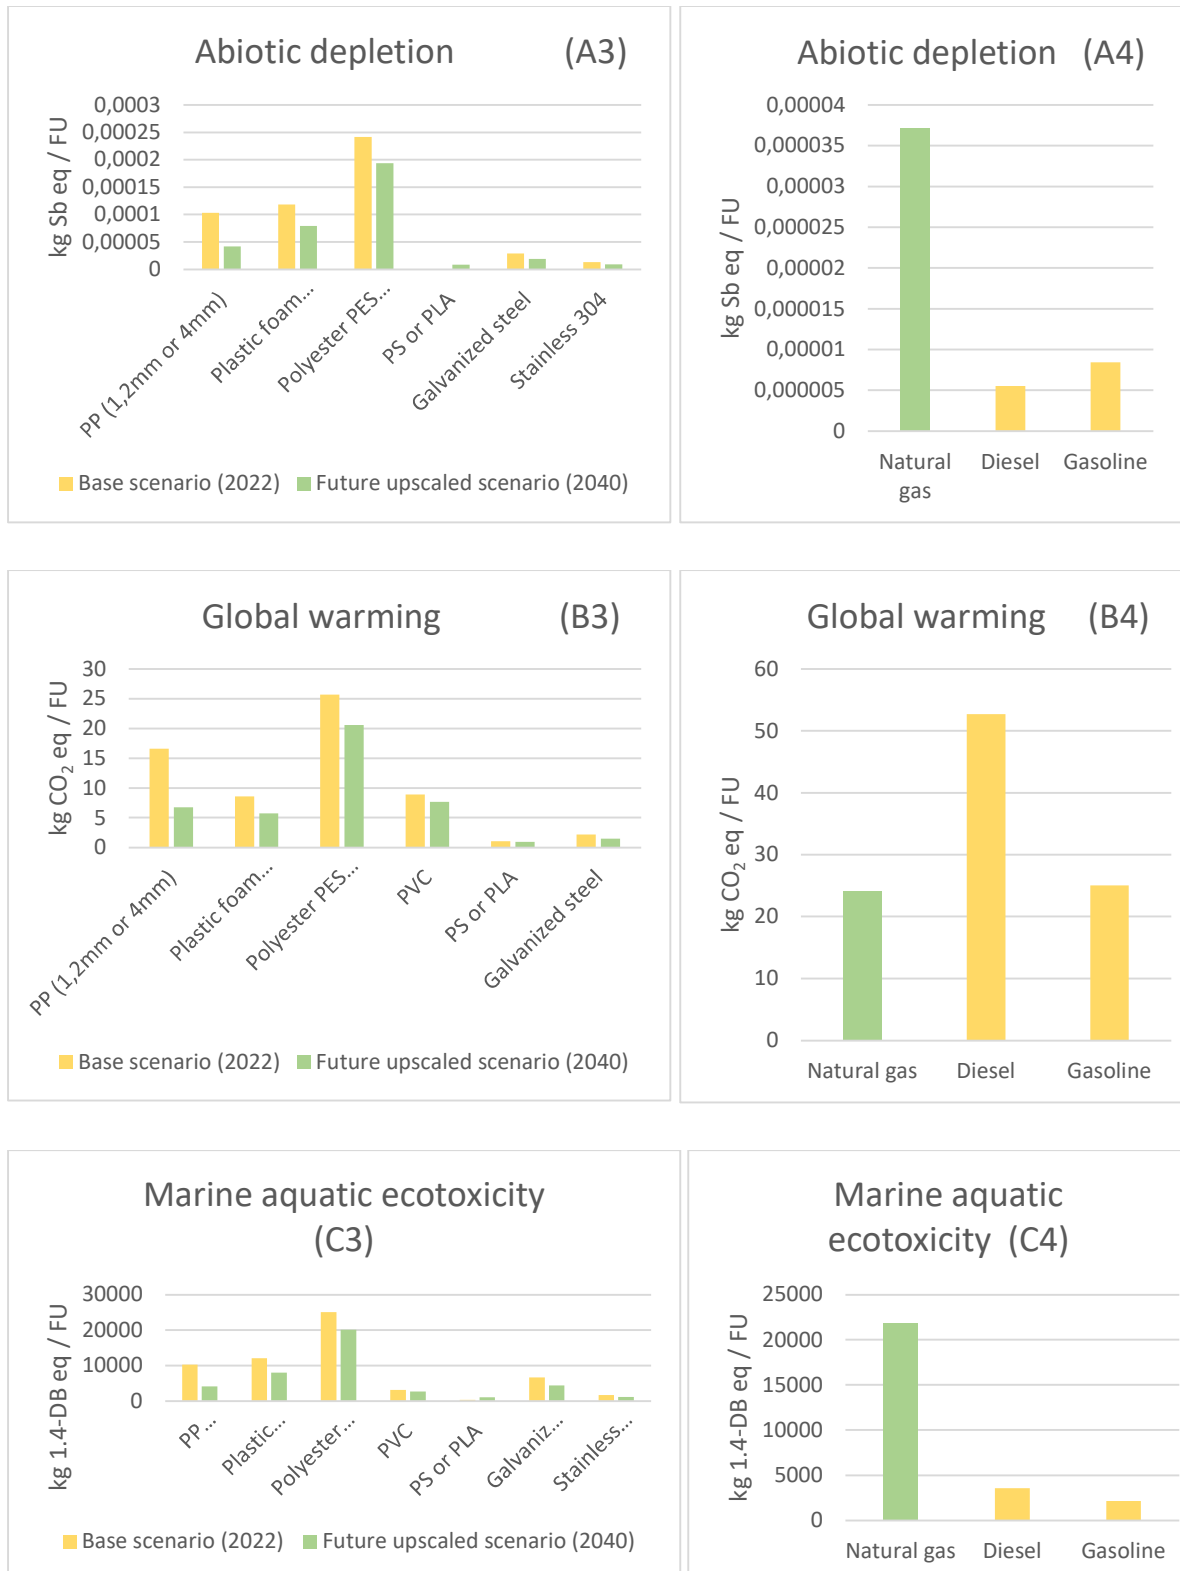 Abiotic depletion (A3)
kg Sb eq / FU
0,0003
0,00025
0,0002
0,00015
0,0001
0,00005
0
PP (1,2mm or 4mm)
Plastic foam...
Polyester PES...
PS or PLA
Galvanized steel
Stainless 304
Base scenario (2022) Future upscaled scenario (2040)
Abiotic depletion (A4)
kg Sb eq / FU
0,00004
0,000035
0,00003
0,000025
0,00002
0,000015
0,00001
0,000005
0
Natural
gas
Diesel
Gasoline
Global warming (B3)
kg CO₂ eq / FU
30
25
20
15
10
5
0
PP (1,2mm or 4mm)
Plastic foam...
Polyester PES...
PVC
PS or PLA
Galvanized steel
Base scenario (2022) Future upscaled scenario (2040)
Global warming (B4)
kg CO₂ eq / FU
60
50
40
30
20
10
0
Natural gas
Diesel
Gasoline
Marine aquatic ecotoxicity
(C3)
kg 1.4-DB eq / FU
30000
20000
10000
0
PP...
Plastic...
Polyester...
PVC
PS or PLA
Galvaniz...
Stainless...
Base scenario (2022) Future upscaled scenario (2040)
Marine aquatic
ecotoxicity (C4)
kg 1.4-DB eq / FU
25000
20000
15000
10000
5000
0
Natural gas
Diesel
Gasoline